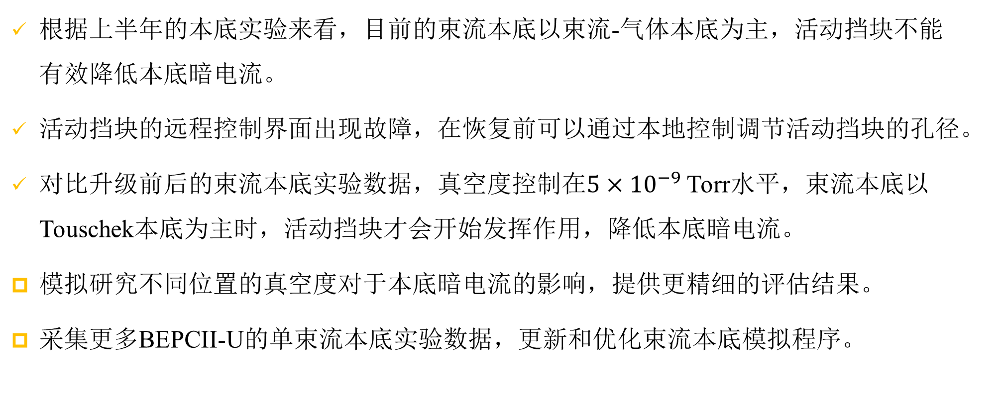 ✓ 根据上半年的本底实验来看，目前的束流本底以束流-气体本底为主，活动挡块不能
有效降低本底暗电流。
✓ 活动挡块的远程控制界面出现故障，在恢复前可以通过本地控制调节活动挡块的孔径。
✓ 对比升级前后的束流本底实验数据，真空度控制在5 × 10⁻⁹ Torr水平，束流本底以
Touschek本底为主时，活动挡块才会开始发挥作用，降低本底暗电流。
模拟研究不同位置的真空度对于本底暗电流的影响，提供更精细的评估结果。
采集更多BEPCII-U的单束流本底实验数据，更新和优化束流本底模拟程序。